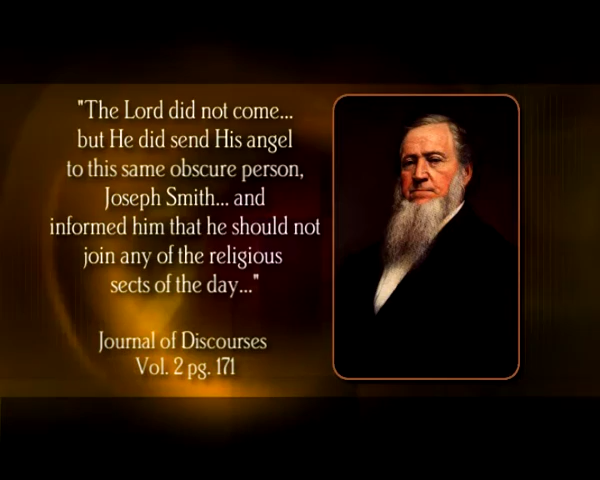 "The Lord did not come...
but He did send His angel
to this same obscure person,
Joseph Smith... and
informed him that he should not
join any of the religious
sects of the day..."
Journal of Discourses
Vol. 2 pg. 171